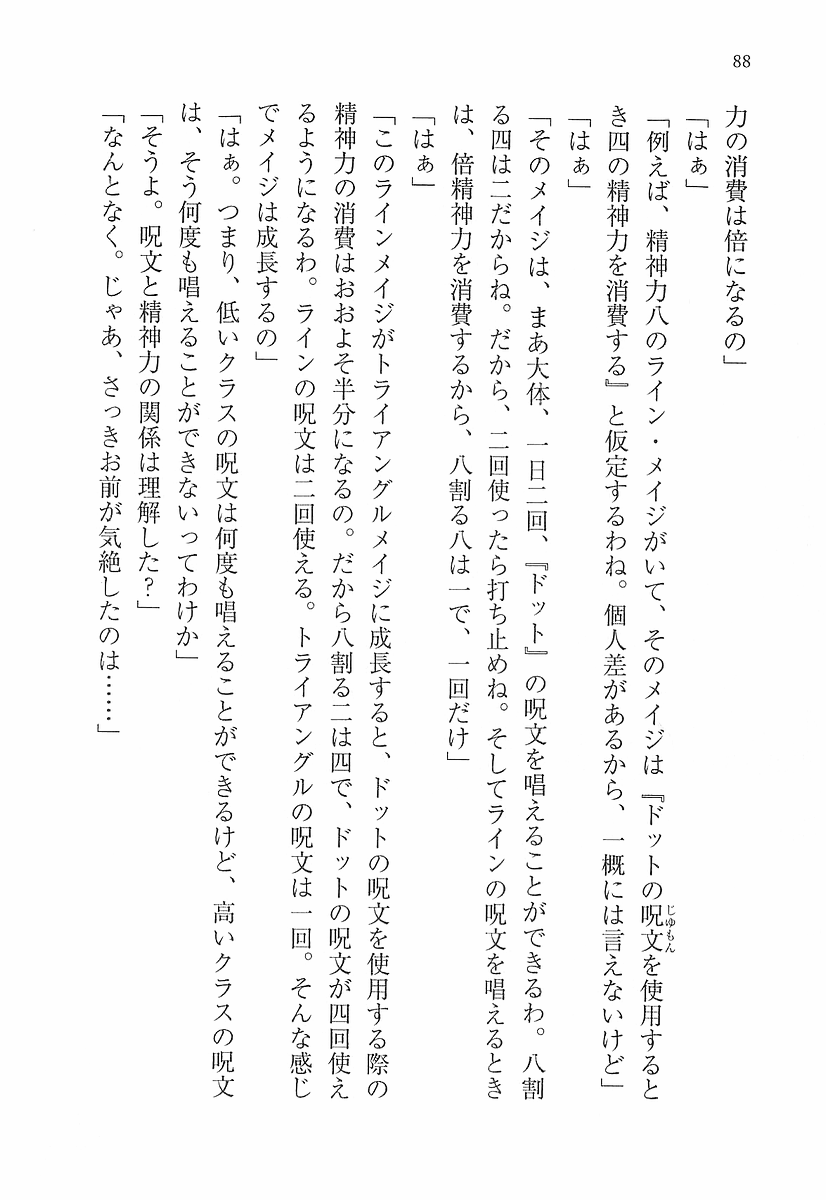 88
力の消費は倍になるの」
「はぁ」
「例えば、精神力八のライン・メイジがいて、そのメイジは『ドットの呪文を使用すると
き四の精神力を消費する』と仮定するわね。個人差があるから、一概には言えないけど」
「はぁ」
「そのメイジは、まあ大体、一日二回、『ドット』の呪文を唱えることができるわ。八割
る四は二だからね。だから、二回使ったら打ち止めね。そしてラインの呪文を唱えるとき
は、倍精神力を消費するから、八割る八は一で、一回だけ」
「はぁ」
「このラインメイジがトライアングルメイジに成長すると、ドットの呪文を使用する際の
精神力の消費はおおよそ半分になるの。だから八割る二は四で、ドットの呪文が四回使え
るようになるわ。ラインの呪文は二回使える。トライアングルの呪文は一回。そんな感じ
でメイジは成長するの」
「はぁ。つまり、低いクラスの呪文は何度も唱えることができるけど、高いクラスの呪文
は、そう何度も唱えることができないってわけか」
「そうよ。呪文と精神力の関係は理解した？」
「なんとなく。じゃあ、さっきお前が気絶したのは……」
じゆもん